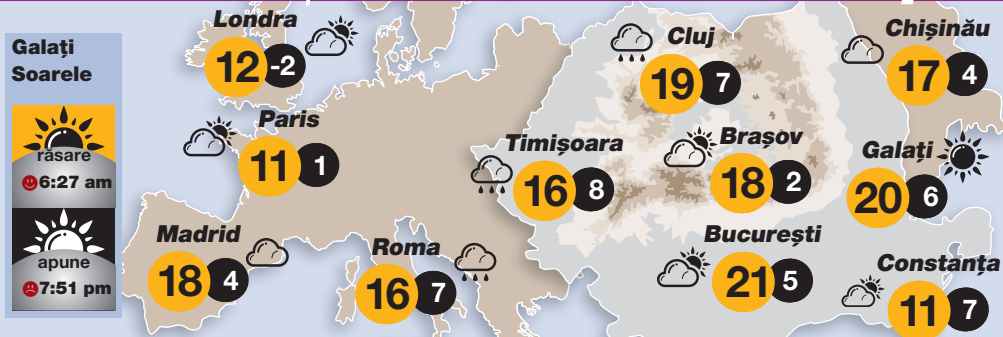 Galați
Soarele
răsare
6:27 am
apune
7:51 pm
Londra
12 -2
Paris
11 1
Madrid
18 4
Roma
16 7
Cluj
19 7
Timișoara
16 8
Brașov
18 2
București
21 5
Chișinău
17 4
Galați
20 6
Constanța
11 7